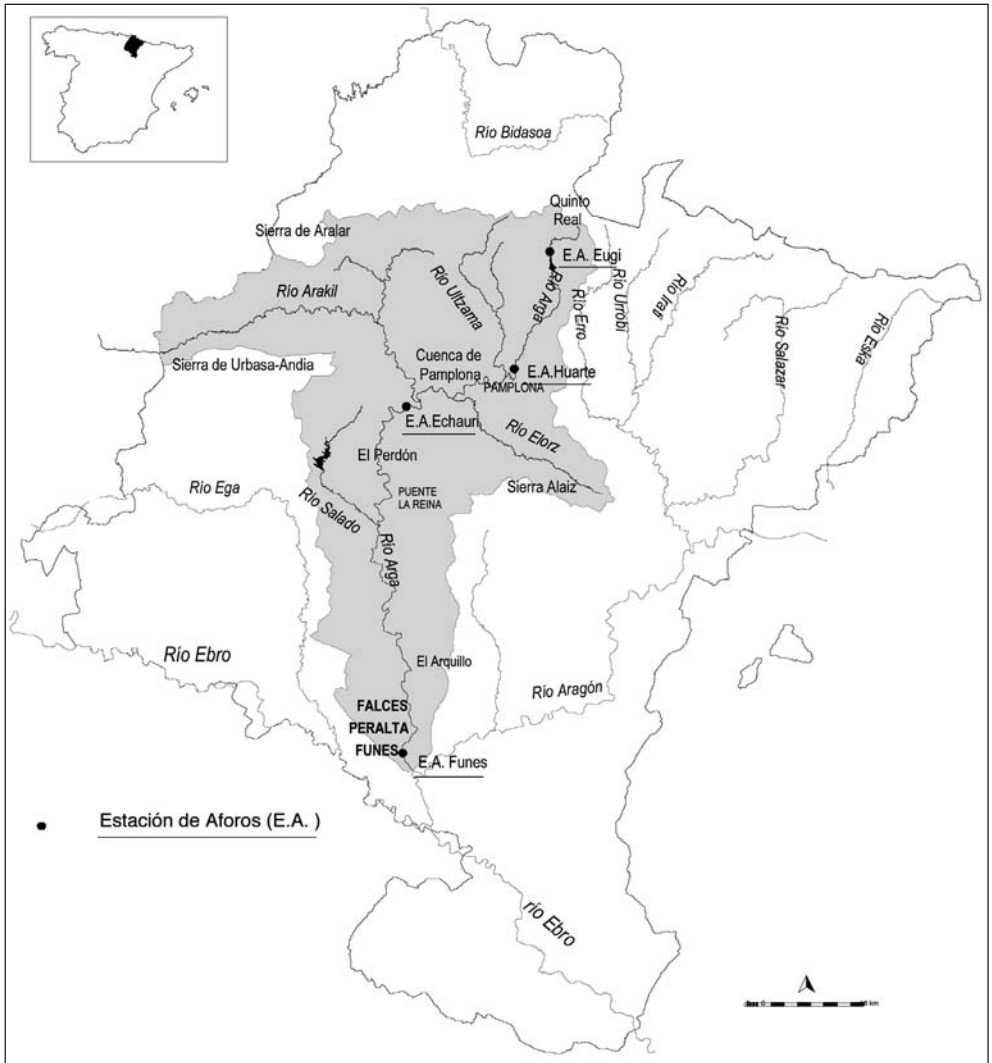 Río Bidasoa
Quinto
Real
Sierra de Aralar
E.A. Eugi
Río Ultzama
Río Arga
Río Erro
Río Urrobi
Río Irati
Río Salazar
Río Eska
Río Arakil
Sierra de Urbasa-Andia
Cuenca de
Pamplona
E.A.Huarte
PAMPLONA
E.A.Echauri
Río Elorz
El Perdón
Sierra Alaiz
Río Ega
PUENTE
LA REINA
Río Salado
Río Arga
Río Ebro
El Arquillo
Río Aragón
FALCES
PERALTA
FUNES
E.A. Funes
Estación de Aforos (E.A. )
río Ebro